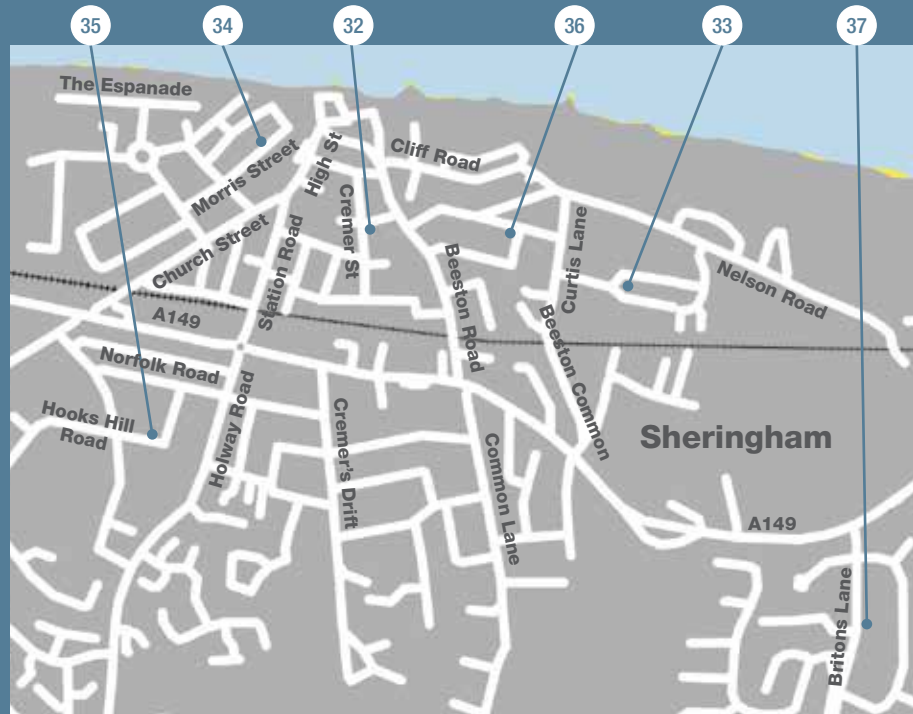 35 34 32 36 33 37
The Espanade
Morris Street
High St
Cliff Road
Cremer St
Church Street
Station Road
Beeston Road
Curtis Lane
Nelson Road
A149
Norfolk Road
Beeston Common
Hooks Hill
Road
Holway Road
Cremer's Drift
Common Lane
Sheringham
A149
Britons Lane